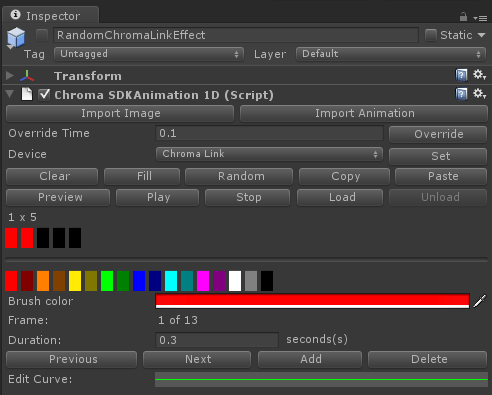 Inspector
RandomChromaLinkEffect Static
Tag Untagged Layer Default
Transform
Chroma SDKAnimation 1D (Script)
Import Image Import Animation
Override Time 0.1 Override
Device Chroma Link Set
Clear Fill Random Copy Paste
Preview Play Stop Load Unload
1 x 5
Brush color
Frame: 1 of 13
Duration: 0.3 seconds(s)
Previous Next Add Delete
Edit Curve: